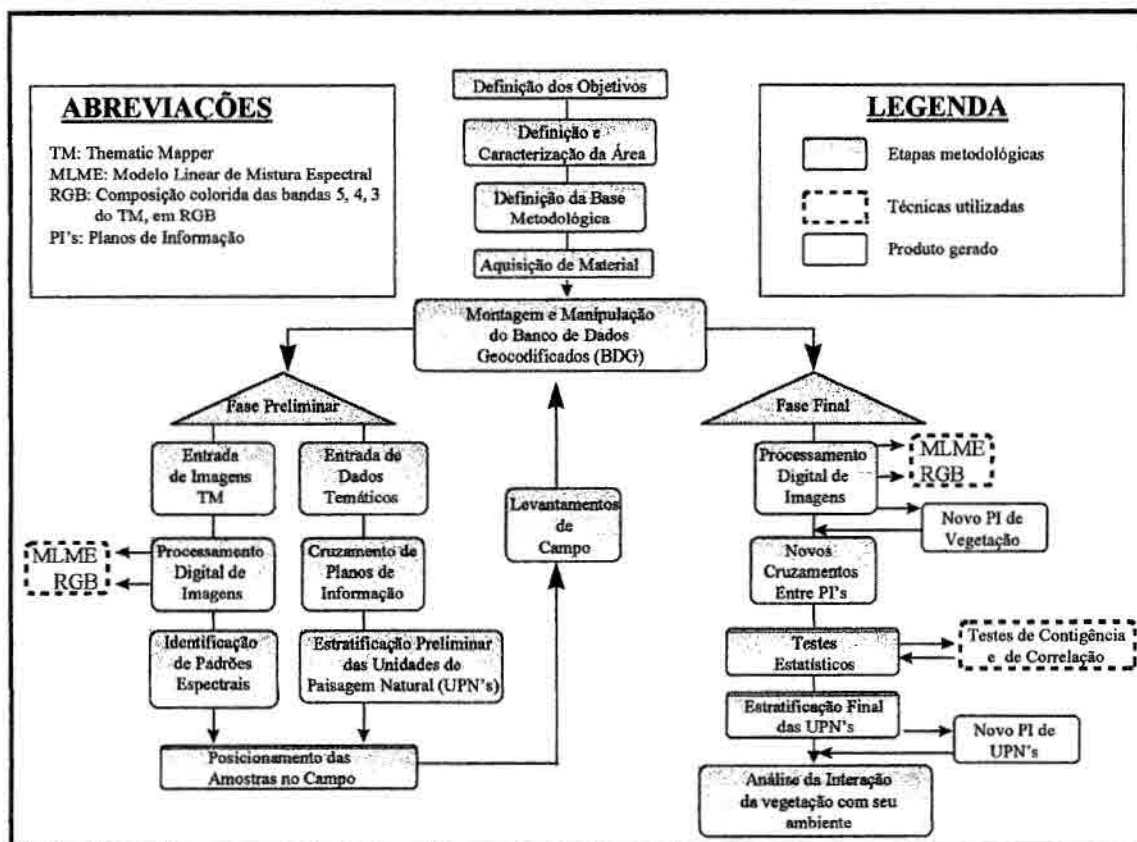 ABREVIAÇÕES
TM: Thematic Mapper
MLME: Modelo Linear de Mistura Espectral
RGB: Composição colorida das bandas 5, 4, 3
do TM, em RGB
PI's: Planos de Informação
LEGENDA
Etapas metodológicas
Técnicas utilizadas
Produto gerado
Definição dos Objetivos
Definição e
Caracterização da Área
Definição da Base
Metodológica
Aquisição de Material
Montagem e Manipulação
do Banco de Dados
Geocodificados (BDG)
Fase Preliminar
Entrada
de Imagens
TM
Entrada de
Dados
Temáticos
MLME
RGB
Processamento
Digital de
Imagens
Cruzamento de
Planos de
Informação
Identificação
de Padrões
Espectrais
Estratificação Preliminar
das Unidades de
Paisagem Natural (UPN's)
Posicionamento das
Amostras no Campo
Levantamentos
de
Campo
Fase Final
Processamento
Digital de
Imagens
MLME
RGB
Novo PI de
Vegetação
Novos
Cruzamentos
Entre PI's
Testes
Estatísticos
Testes de Contigência
e de Correlação
Estratificação Final
das UPN's
Novo PI de
UPN's
Análise da Interação
da vegetação com seu
ambiente